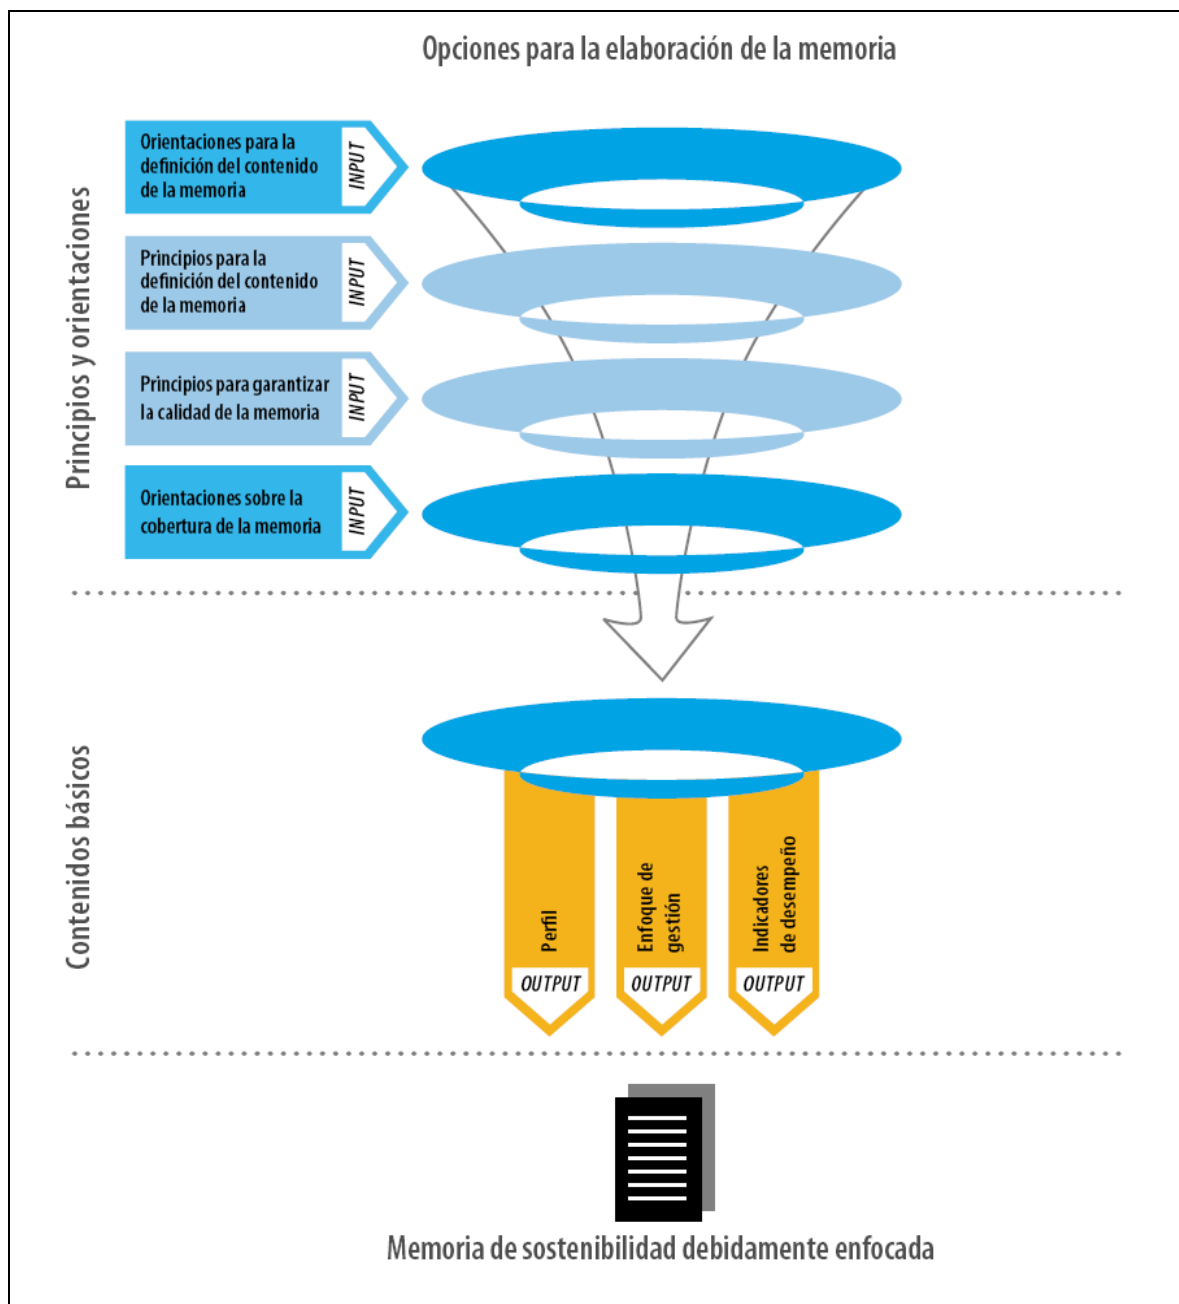 Opciones para la elaboración de la memoria
Principios y orientaciones
Orientaciones para la
definición del contenido
de la memoria
INPUT
Principios para la
definición del contenido
de la memoria
INPUT
Principios para garantizar
la calidad de la memoria
INPUT
Orientaciones sobre la
cobertura de la memoria
INPUT
Contenidos básicos
Perfil
OUTPUT
Enfoque de
gestión
OUTPUT
Indicadores
de desempeño
OUTPUT
Memoria de sostenibilidad debidamente enfocada